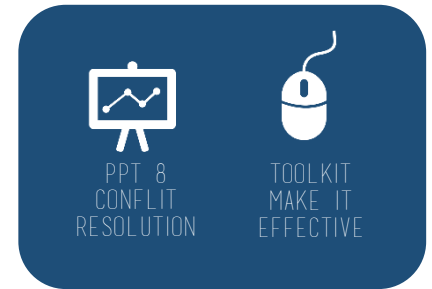 PPT 8
CONFLIT
RESOLUTION
TOOLKIT
MAKE IT
EFFECTIVE